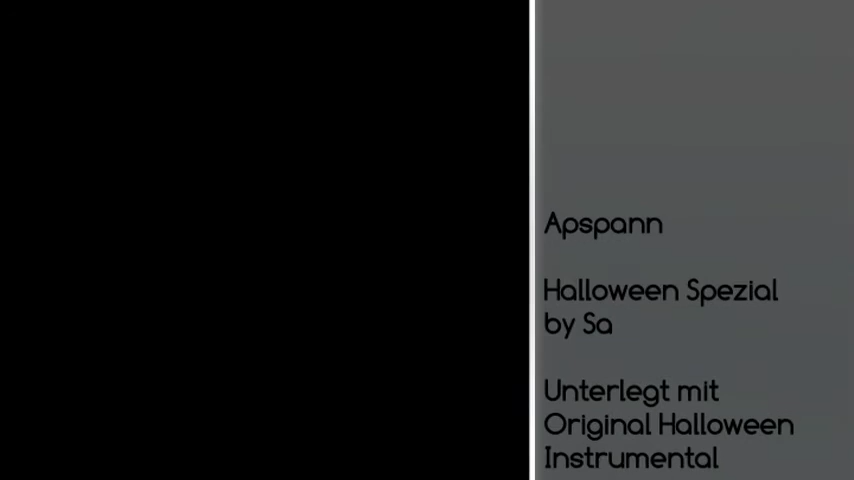 Apspann
Halloween Spezial
by Sa
Unterlegt mit
Original Halloween
Instrumental